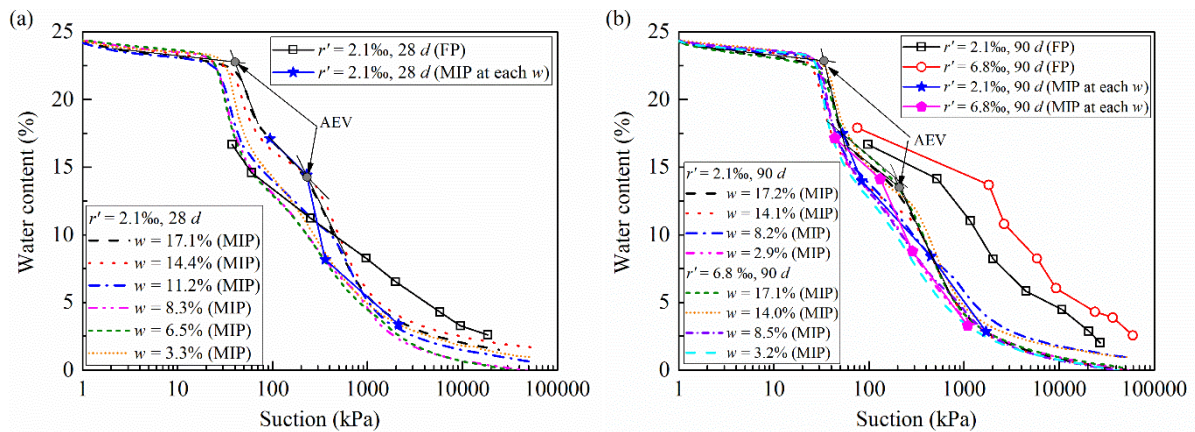 (a)
25
20
15
10
5
0
Water content (%)
1
10
100
1000
10000
100000
Suction (kPa)
r' = 2.1‰, 28 d (FP)
r' = 2.1‰, 28 d (MIP at each w)
AEV
r' = 2.1‰, 28 d
w = 17.1% (MIP)
w = 14.4% (MIP)
w = 11.2% (MIP)
w = 8.3% (MIP)
w = 6.5% (MIP)
w = 3.3% (MIP)
(b)
25
20
15
10
5
0
Water content (%)
1
10
100
1000
10000
100000
Suction (kPa)
r' = 2.1‰, 90 d (FP)
r' = 6.8‰, 90 d (FP)
r' = 2.1‰, 90 d (MIP at each w)
r' = 6.8‰, 90 d (MIP at each w)
AEV
r' = 2.1‰, 90 d
w = 17.2% (MIP)
w = 14.1% (MIP)
w = 8.2% (MIP)
w = 2.9% (MIP)
r' = 6.8 ‰, 90 d
w = 17.1% (MIP)
w = 14.0% (MIP)
w = 8.5% (MIP)
w = 3.2% (MIP)